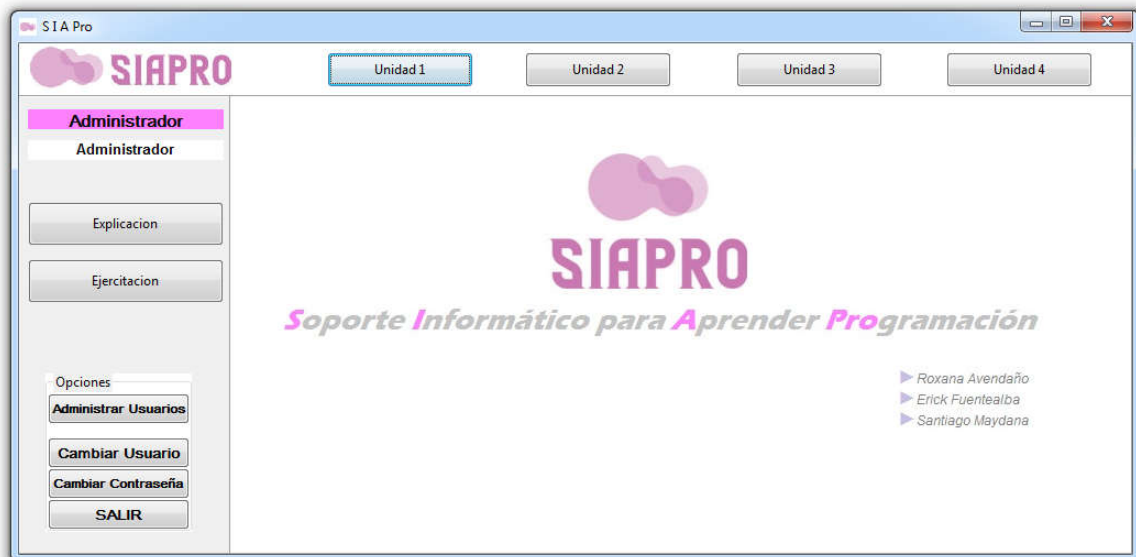 S I A Pro
SIAPRO
Unidad 1
Unidad 2
Unidad 3
Unidad 4
Administrador
Administrador
Explicacion
Ejercitacion
Opciones
Administrar Usuarios
Cambiar Usuario
Cambiar Contraseña
SALIR
SIAPRO
Soporte Informático para Aprender Programación
Roxana Avendaño
Erick Fuentealba
Santiago Maydana